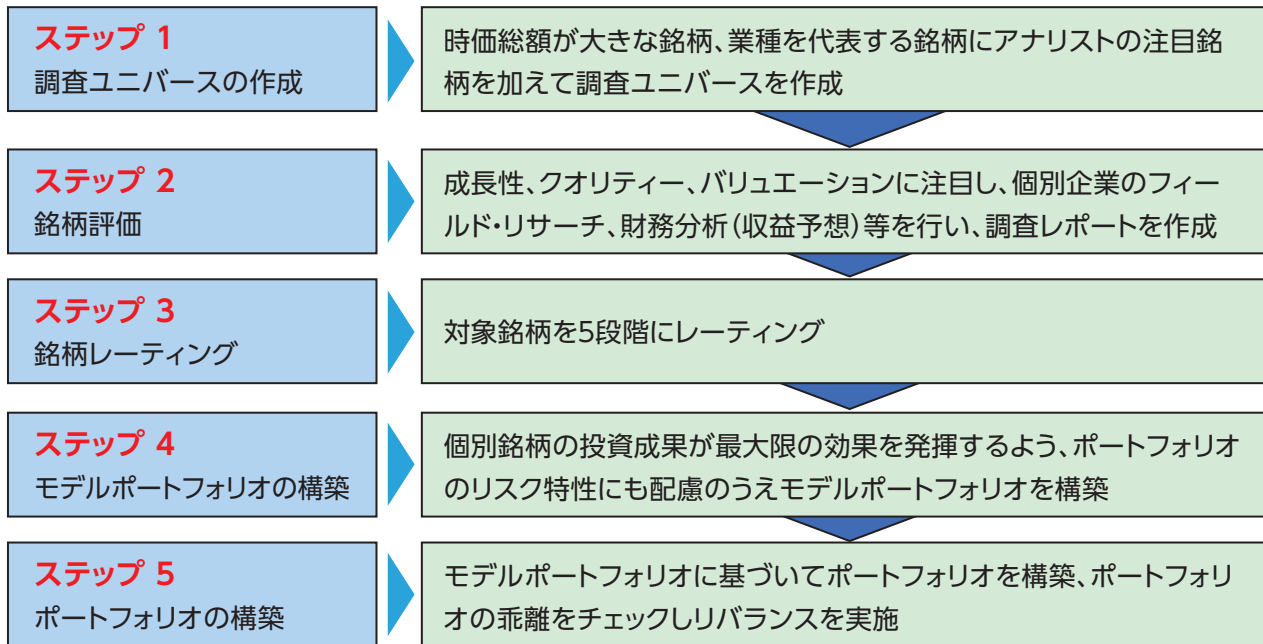 ステップ 1
調査ユニバースの作成
時価総額が大きな銘柄、業種を代表する銘柄にアナリストの注目銘
柄を加えて調査ユニバースを作成
ステップ 2
銘柄評価
成長性、クオリティー、バリュエーションに注目し、個別企業のフィー
ルド・リサーチ、財務分析(収益予想)等を行い、調査レポートを作成
ステップ 3
銘柄レーティング
対象銘柄を5段階にレーティング
ステップ 4
モデルポートフォリオの構築
個別銘柄の投資成果が最大限の効果を発揮するよう、ポートフォリオ
のリスク特性にも配慮のうえモデルポートフォリオを構築
ステップ 5
ポートフォリオの構築
モデルポートフォリオに基づいてポートフォリオを構築、ポートフォリ
オの乖離をチェックしリバランスを実施